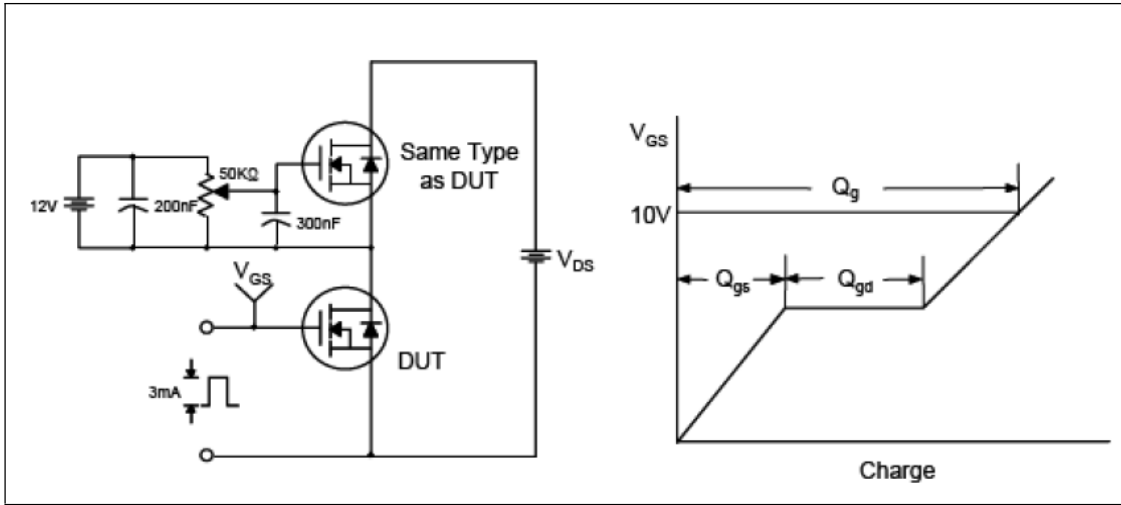 12V
200nF
50KΩ
300nF
Same Type
as DUT
V_GS
DUT
3mA
V_DS
V_GS
10V
Q_g
Q_gs
Q_gd
Charge